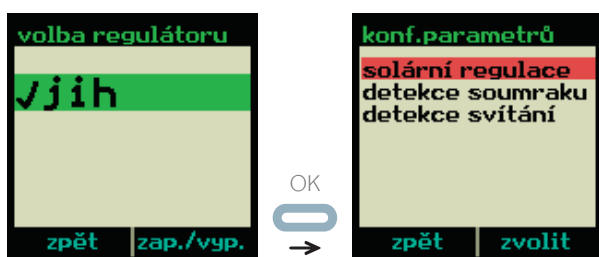 volba regulátoru
✓jih
zpět zap./vyp.
OK
→
konf.parametrů
solární regulace
detekce soumraku
detekce svítání
zpět zvolit